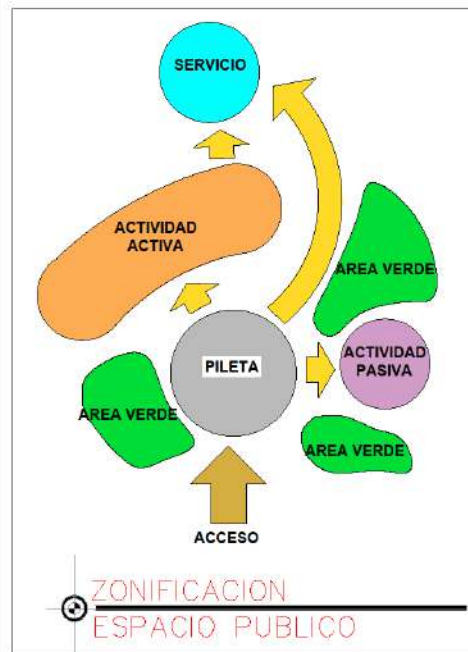 SERVICIO
ACTIVIDAD
ACTIVA
AREA VERDE
PILETA
ACTIVIDAD
PASIVA
AREA VERDE
AREA VERDE
ACCESO
ZONIFICACION
ESPACIO PUBLICO